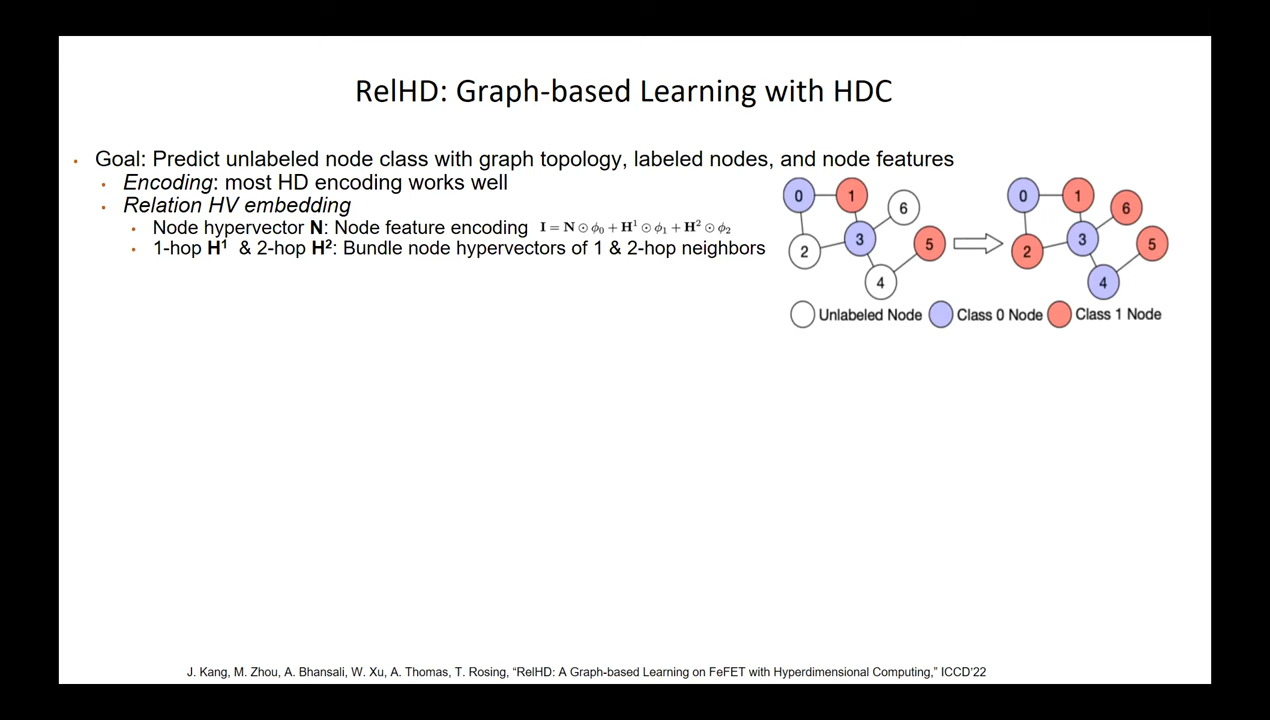 RelHD: Graph-based Learning with HDC
• Goal: Predict unlabeled node class with graph topology, labeled nodes, and node features
• Encoding: most HD encoding works well
• Relation HV embedding
• Node hypervector N: Node feature encoding I = N ⊙ ϕ₀ + H¹ ⊙ ϕ₁ + H² ⊙ ϕ₂
• 1-hop H¹ & 2-hop H²: Bundle node hypervectors of 1 & 2-hop neighbors
0 1 6 0 1 6
2 3 5 2 3 5
4 4
Unlabeled Node Class 0 Node Class 1 Node
J. Kang, M. Zhou, A. Bhansali, W. Xu, A. Thomas, T. Rosing, “RelHD: A Graph-based Learning on FeFET with Hyperdimensional Computing,” ICCD’22